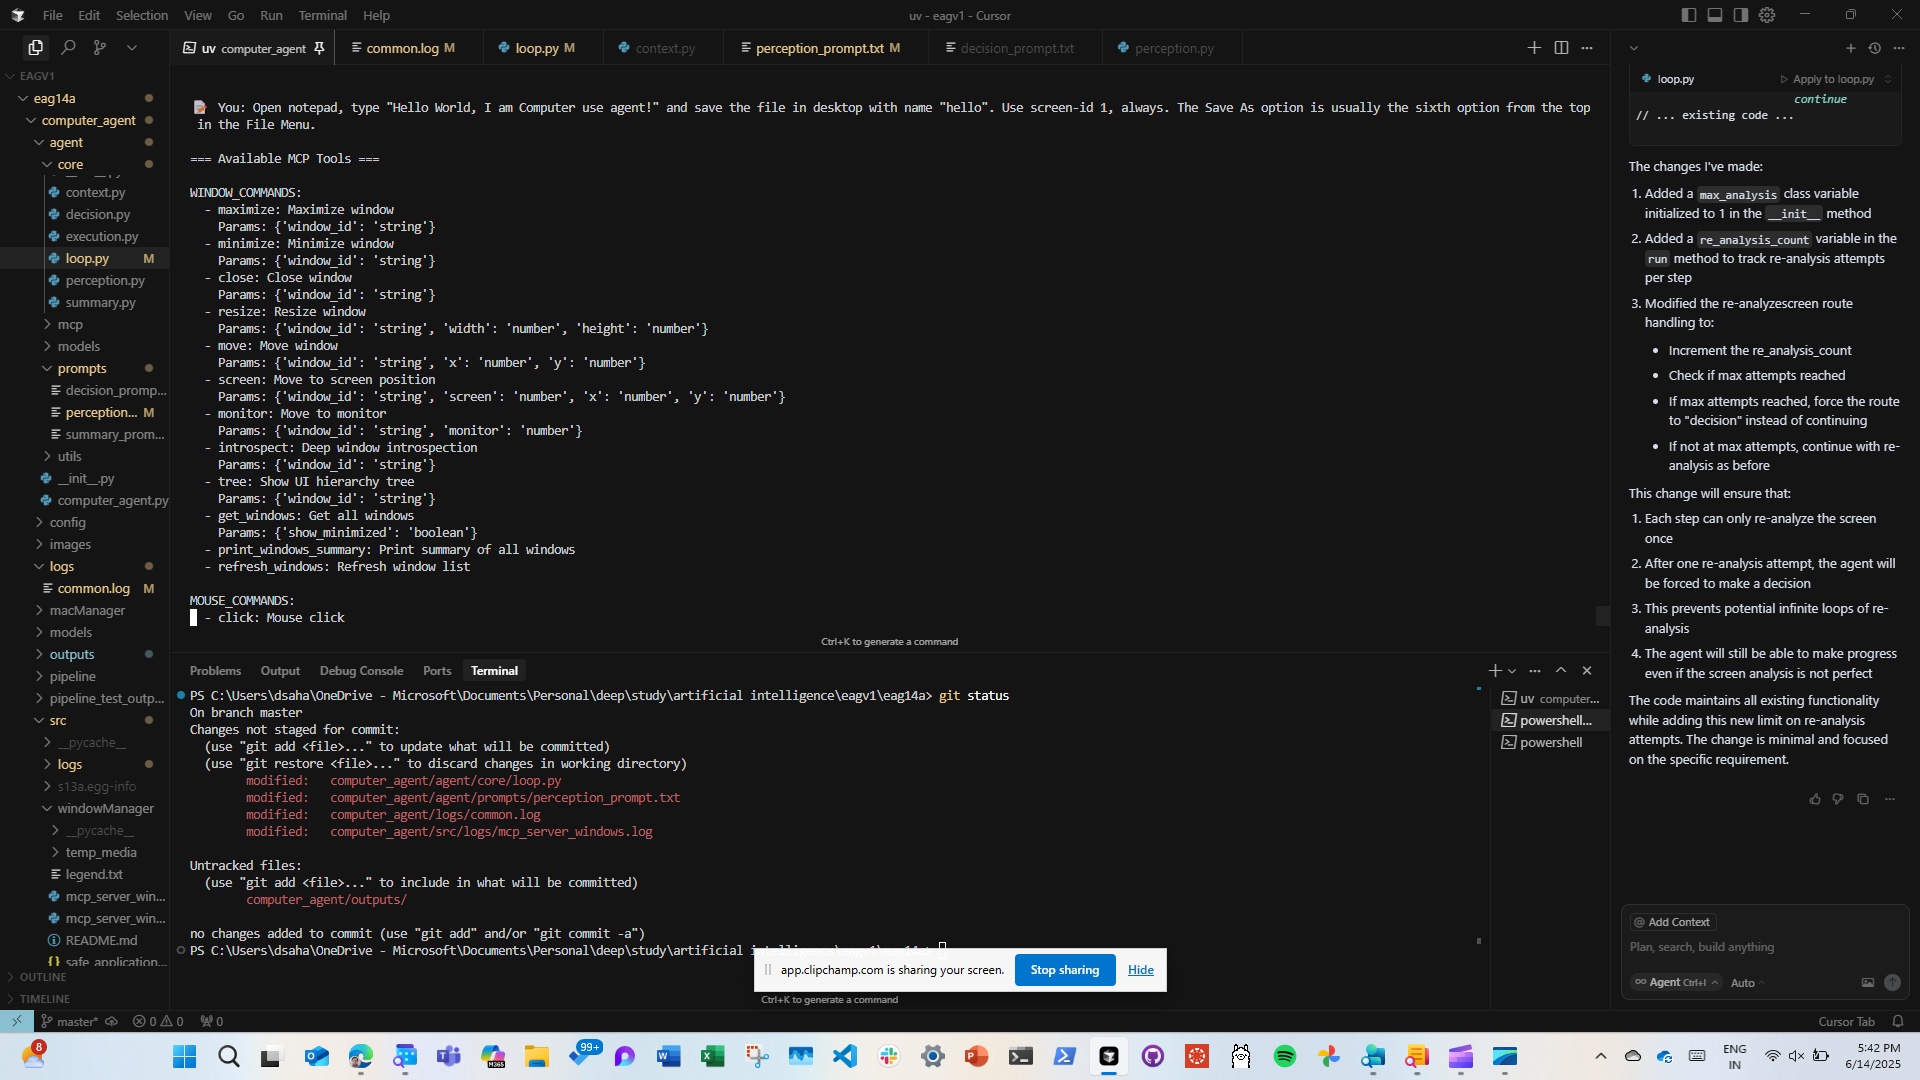 File Edit Selection View Go Run Terminal Help
uv - eagv1 - Cursor
uv computer_agent
common.log M
loop.py M
context.py
perception_prompt.txt M
decision_prompt.txt
perception.py
EAGV1
eag14a
computer_agent
agent
core
context.py
decision.py
execution.py
loop.py M
perception.py
summary.py
mcp
models
prompts
decision_promp...
perception... M
summary_prom...
utils
__init__.py
computer_agent.py
config
images
logs
common.log M
macManager
models
outputs
pipeline
pipeline_test_outp...
src
__pycache__
logs
s13a.egg-info
windowManager
__pycache__
temp_media
legend.txt
mcp_server_win...
mcp_server_win...
README.md
safe_application...
OUTLINE
TIMELINE
You: Open notepad, type "Hello World, I am Computer use agent!" and save the file in desktop with name "hello". Use screen-id 1, always. The Save As option is usually the sixth option from the top
in the File Menu.
=== Available MCP Tools ===
WINDOW_COMMANDS:
- maximize: Maximize window
Params: {'window_id': 'string'}
- minimize: Minimize window
Params: {'window_id': 'string'}
- close: Close window
Params: {'window_id': 'string'}
- resize: Resize window
Params: {'window_id': 'string', 'width': 'number', 'height': 'number'}
- move: Move window
Params: {'window_id': 'string', 'x': 'number', 'y': 'number'}
- screen: Move to screen position
Params: {'window_id': 'string', 'screen': 'number', 'x': 'number', 'y': 'number'}
- monitor: Move to monitor
Params: {'window_id': 'string', 'monitor': 'number'}
- introspect: Deep window introspection
Params: {'window_id': 'string'}
- tree: Show UI hierarchy tree
Params: {'window_id': 'string'}
- get_windows: Get all windows
Params: {'show_minimized': 'boolean'}
- print_windows_summary: Print summary of all windows
- refresh_windows: Refresh window list
MOUSE_COMMANDS:
- click: Mouse click
Ctrl+K to generate a command
Problems Output Debug Console Ports Terminal
PS C:\Users\dsaha\OneDrive - Microsoft\Documents\Personal\deep\study\artificial intelligence\eagv1\eag14a> git status
On branch master
Changes not staged for commit:
(use "git add <file>..." to update what will be committed)
(use "git restore <file>..." to discard changes in working directory)
modified: computer_agent/agent/core/loop.py
modified: computer_agent/agent/prompts/perception_prompt.txt
modified: computer_agent/logs/common.log
modified: computer_agent/src/logs/mcp_server_windows.log
Untracked files:
(use "git add <file>..." to include in what will be committed)
computer_agent/outputs/
no changes added to commit (use "git add" and/or "git commit -a")
PS C:\Users\dsaha\OneDrive - Microsoft\Documents\Personal\deep\study\artificial intelligence\eagv1\eag14a>
uv computer...
powershell...
powershell
app.clipchamp.com is sharing your screen. Stop sharing Hide
Ctrl+K to generate a command
loop.py Apply to loop.py
continue
// ... existing code ...
The changes I've made:
1. Added a max_analysis class variable
initialized to 1 in the __init__ method
2. Added a re_analysis_count variable in the
run method to track re-analysis attempts
per step
3. Modified the re-analyzescreen route
handling to:
• Increment the re_analysis_count
• Check if max attempts reached
• If max attempts reached, force the route
to "decision" instead of continuing
• If not at max attempts, continue with re-
analysis as before
This change will ensure that:
1. Each step can only re-analyze the screen
once
2. After one re-analysis attempt, the agent will
be forced to make a decision
3. This prevents potential infinite loops of re-
analysis
4. The agent will still be able to make progress
even if the screen analysis is not perfect
The code maintains all existing functionality
while adding this new limit on re-analysis
attempts. The change is minimal and focused
on the specific requirement.
@ Add Context
Plan, search, build anything
Agent Ctrl+I Auto
master* 0 0 0
Cursor Tab
8
99+
M365
ENG
IN
5:42 PM
6/14/2025